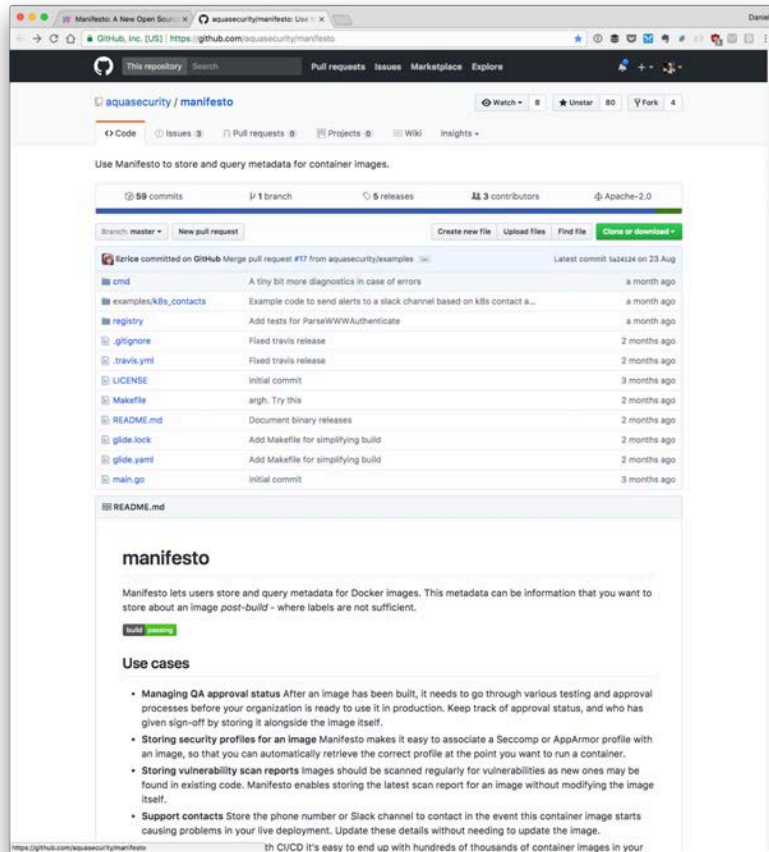 Manifesto: A New Open Sour
aquasecurity/manifesto: Use
Danie
GitHub, Inc. [US] https://github.com/aquasecurity/manifesto
This repository Search Pull requests Issues Marketplace Explore
aquasecurity / manifesto Watch 8 Unstar 80 Fork 4
Code Issues 3 Pull requests 0 Projects 0 Wiki Insights
Use Manifesto to store and query metadata for container images.
59 commits 1 branch 5 releases 3 contributors Apache-2.0
Branch: master New pull request Create new file Upload files Find file Clone or download
lizrice committed on GitHub Merge pull request #17 from aquasecurity/examples ... Latest commit 5a24124 on 23 Aug
cmd A tiny bit more diagnostics in case of errors a month ago
examples/k8s_contacts Example code to send alerts to a slack channel based on k8s contact a... a month ago
registry Add tests for ParseWWWAuthenticate a month ago
.gitignore Fixed travis release 2 months ago
.travis.yml Fixed travis release 2 months ago
LICENSE Initial commit 3 months ago
Makefile argh. Try this 2 months ago
README.md Document binary releases 2 months ago
glide.lock Add Makefile for simplifying build 2 months ago
glide.yaml Add Makefile for simplifying build 2 months ago
main.go Initial commit 3 months ago
README.md
manifesto
Manifesto lets users store and query metadata for Docker images. This metadata can be information that you want to
store about an image post-build - where labels are not sufficient.
build passing
Use cases
• Managing QA approval status After an image has been built, it needs to go through various testing and approval
processes before your organization is ready to use it in production. Keep track of approval status, and who has
given sign-off by storing it alongside the image itself.
• Storing security profiles for an image Manifesto makes it easy to associate a Seccomp or AppArmor profile with
an image, so that you can automatically retrieve the correct profile at the point you want to run a container.
• Storing vulnerability scan reports Images should be scanned regularly for vulnerabilities as new ones may be
found in existing code. Manifesto enables storing the latest scan report for an image without modifying the image
itself.
• Support contacts Store the phone number or Slack channel to contact in the event this container image starts
causing problems in your live deployment. Update these details without needing to update the image.
https://github.com/aquasecurity/manifesto th CI/CD it's easy to end up with hundreds of thousands of container images in your